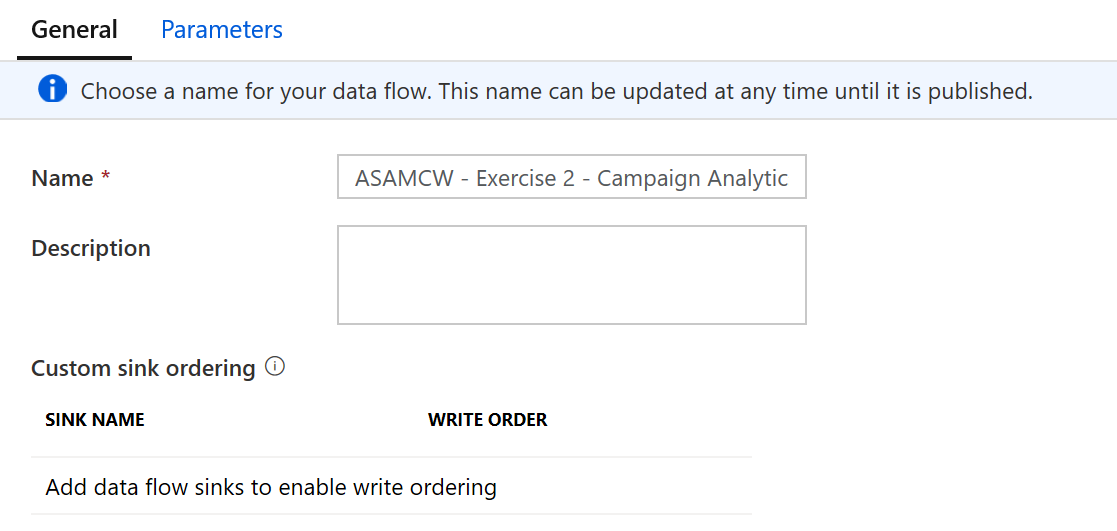 General Parameters
Choose a name for your data flow. This name can be updated at any time until it is published.
Name * ASAMCW - Exercise 2 - Campaign Analytic
Description
Custom sink ordering
SINK NAME WRITE ORDER
Add data flow sinks to enable write ordering